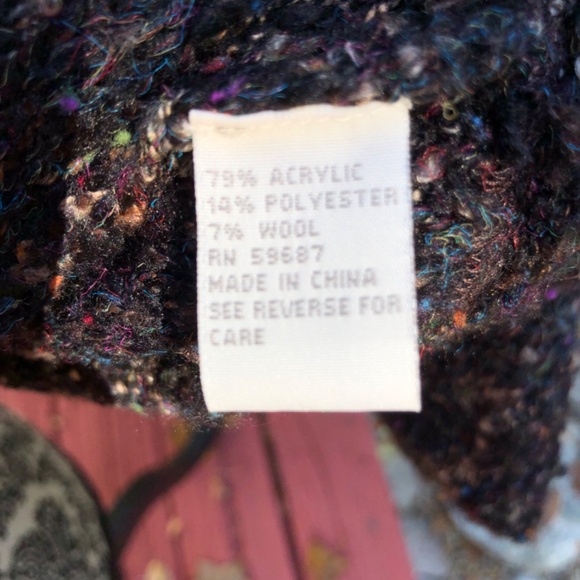 79% ACRYLIC
14% POLYESTER
7% WOOL
RN 59687
MADE IN CHINA
SEE REVERSE FOR
CARE